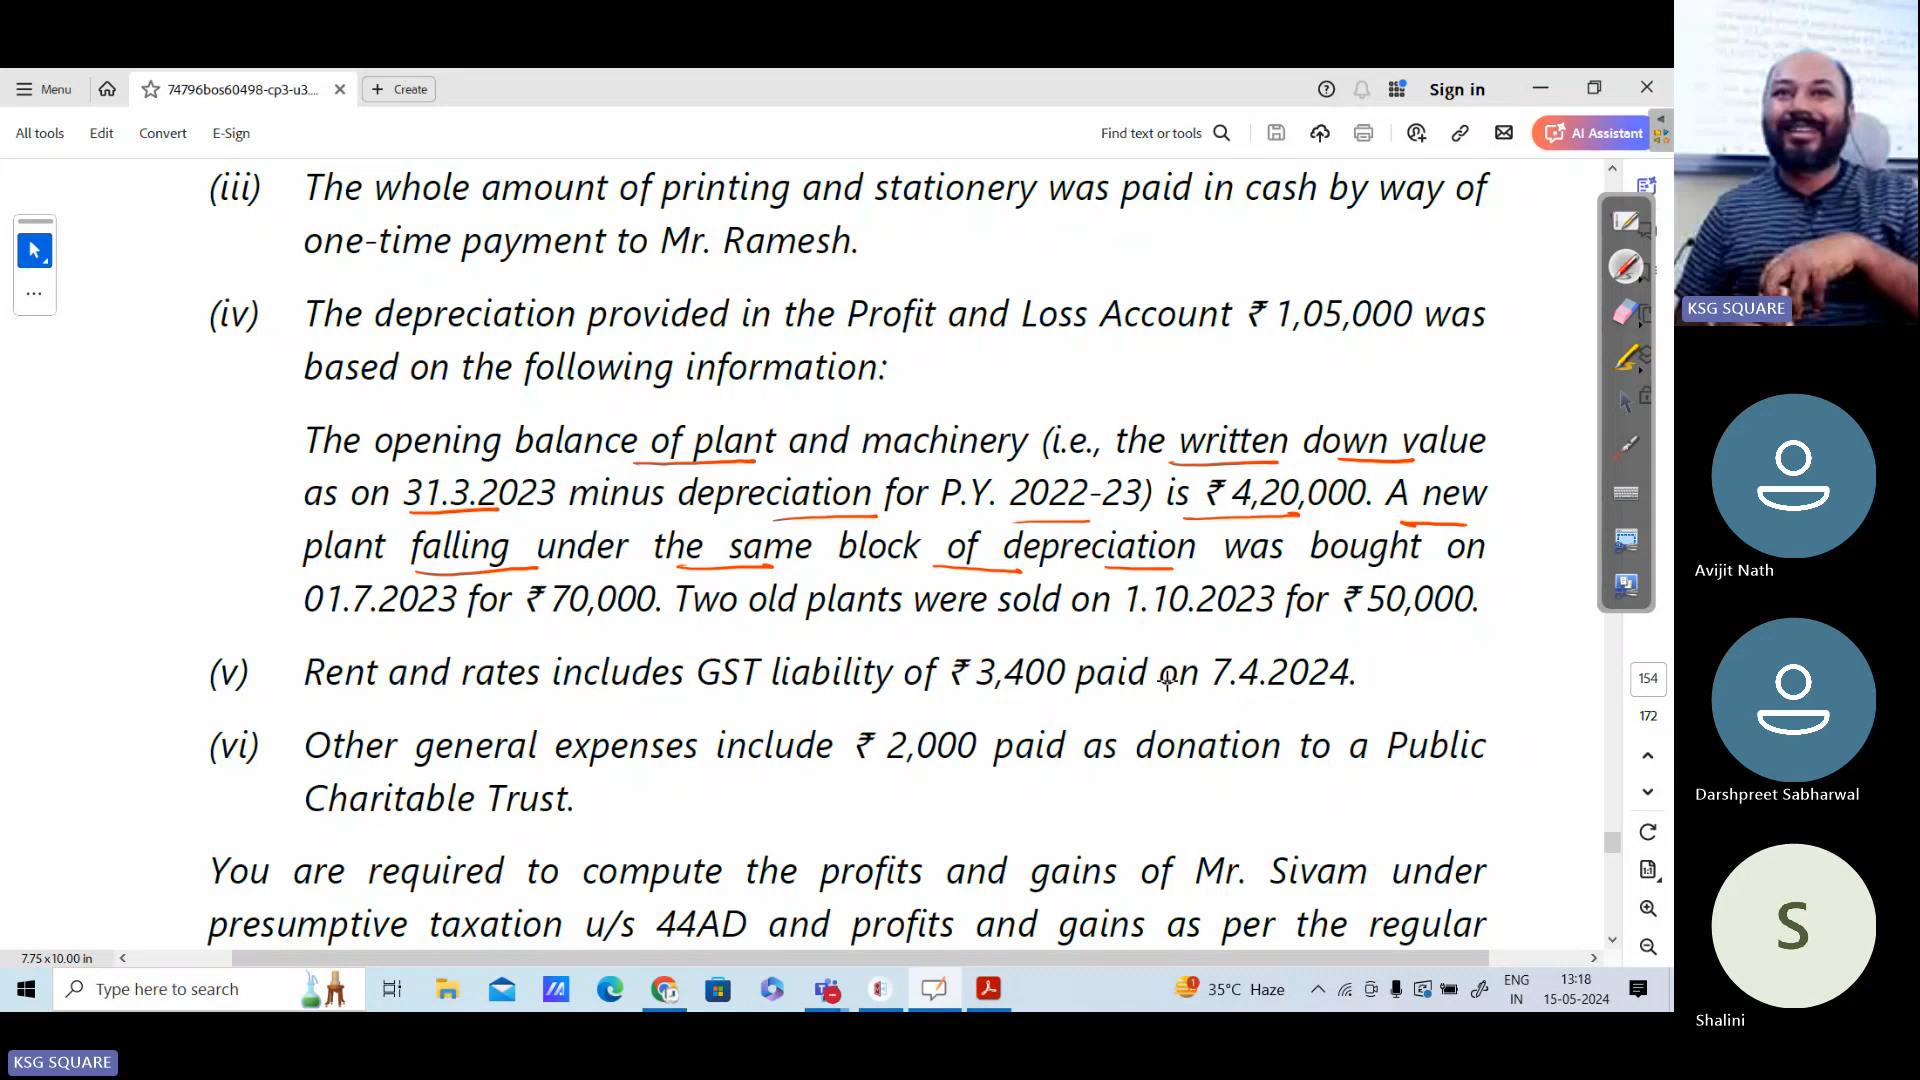 Menu
74796bos60498-cp3-u3...
Create
Sign in
All tools
Edit
Convert
E-Sign
Find text or tools
AI Assistant
(iii) The whole amount of printing and stationery was paid in cash by way of
one-time payment to Mr. Ramesh.
(iv) The depreciation provided in the Profit and Loss Account ₹ 1,05,000 was
based on the following information:
The opening balance of plant and machinery (i.e., the written down value
as on 31.3.2023 minus depreciation for P.Y. 2022-23) is ₹ 4,20,000. A new
plant falling under the same block of depreciation was bought on
01.7.2023 for ₹ 70,000. Two old plants were sold on 1.10.2023 for ₹ 50,000.
(v) Rent and rates includes GST liability of ₹ 3,400 paid on 7.4.2024.
(vi) Other general expenses include ₹ 2,000 paid as donation to a Public
Charitable Trust.
You are required to compute the profits and gains of Mr. Sivam under
presumptive taxation u/s 44AD and profits and gains as per the regular
154
172
7.75 x 10.00 in
Type here to search
35°C Haze
ENG
IN
13:18
15-05-2024
KSG SQUARE
Avijit Nath
Darshpreet Sabharwal
S
Shalini
KSG SQUARE